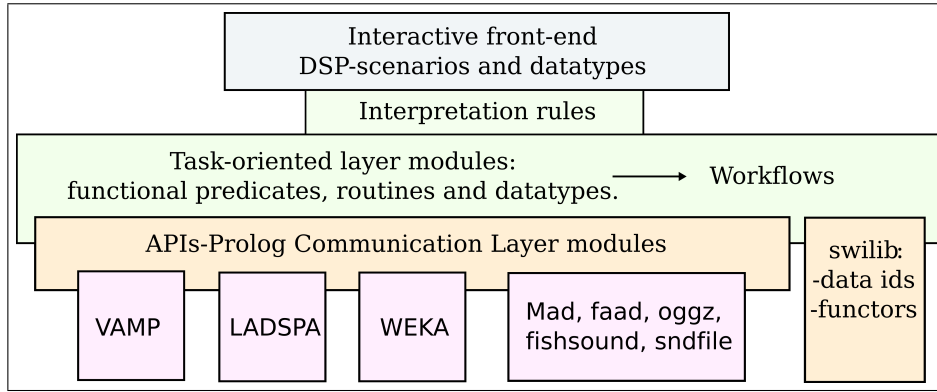 Interactive front-end
DSP-scenarios and datatypes
Interpretation rules
Task-oriented layer modules:
functional predicates, routines and datatypes.
Workflows
APIs-Prolog Communication Layer modules
swilib:
-data ids
-functors
VAMP
LADSPA
WEKA
Mad, faad, oggz,
fishsound, sndfile